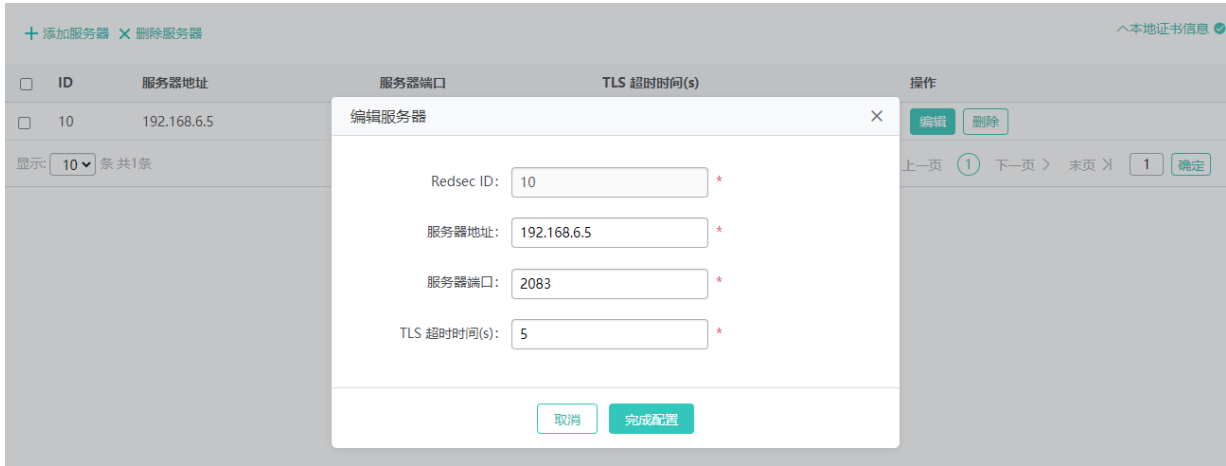 添加服务器 删除服务器
本地证书信息
ID 服务器地址 服务器端口 TLS 超时时间(s) 操作
10 192.168.6.5 编辑 删除
显示: 10 条 共1条 上一页 1 下一页 末页 1 确定
编辑服务器
Redsec ID: 10 *
服务器地址: 192.168.6.5 *
服务器端口: 2083 *
TLS 超时时间(s): 5 *
取消 完成配置